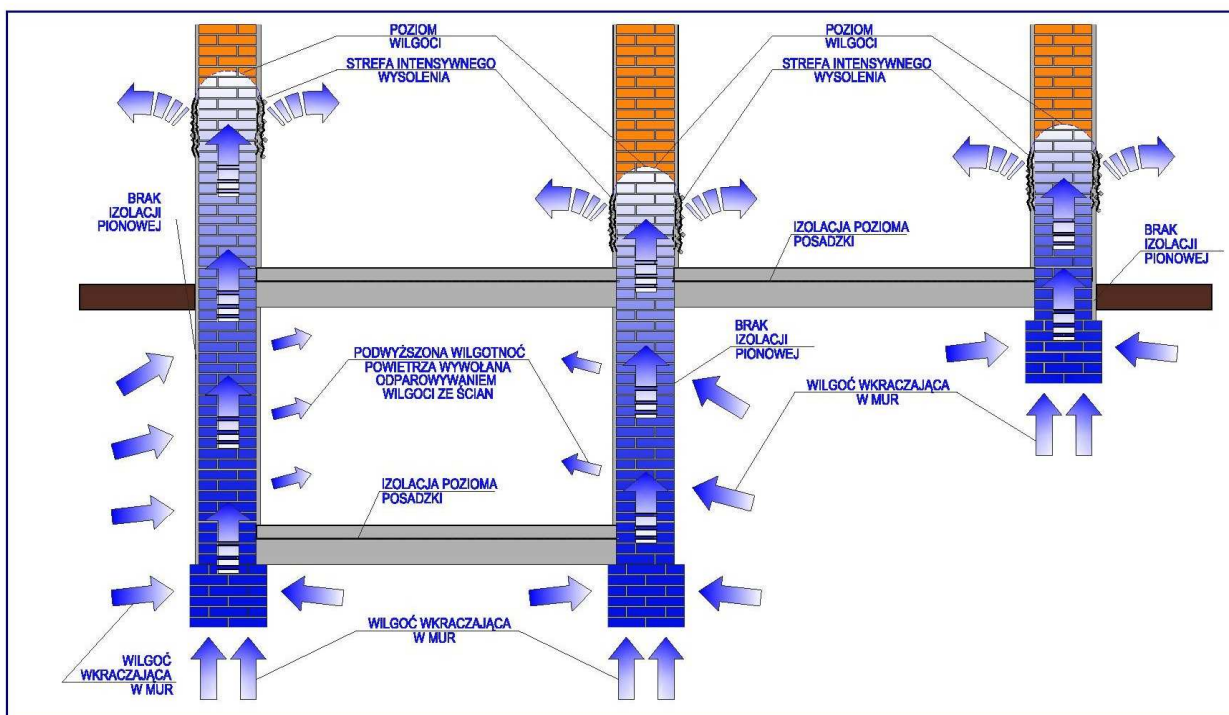 POZIOM
WILGOCI
STREFA INTENSYWNEGO
WYSOLENIA
POZIOM
WILGOCI
STREFA INTENSYWNEGO
WYSOLENIA
BRAK
IZOLACJI
PIONOWEJ
IZOLACJA POZIOMA
POSADZKI
BRAK
IZOLACJI
PIONOWEJ
BRAK
IZOLACJI
PIONOWEJ
PODWYŻSZONA WILGOTNOĆ
POWIETRZA WYWOŁANA
ODPAROWYWANIEM
WILGOCI ZE ŚCIAN
WILGOĆ WKRACZAJĄCA
W MUR
IZOLACJA POZIOMA
POSADZKI
WILGOĆ WKRACZAJĄCA
W MUR
WILGOĆ
WKRACZAJĄCA
W MUR